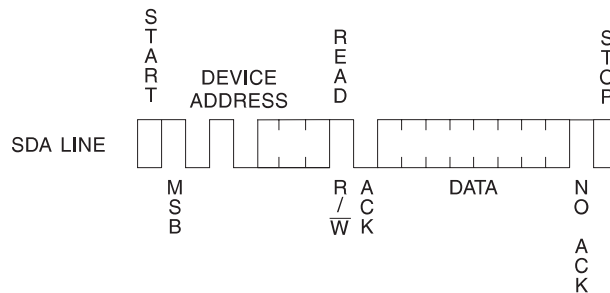 START
READ
STOP
DEVICE
ADDRESS
SDA LINE
MSB
R/W
ACK
DATA
NO ACK